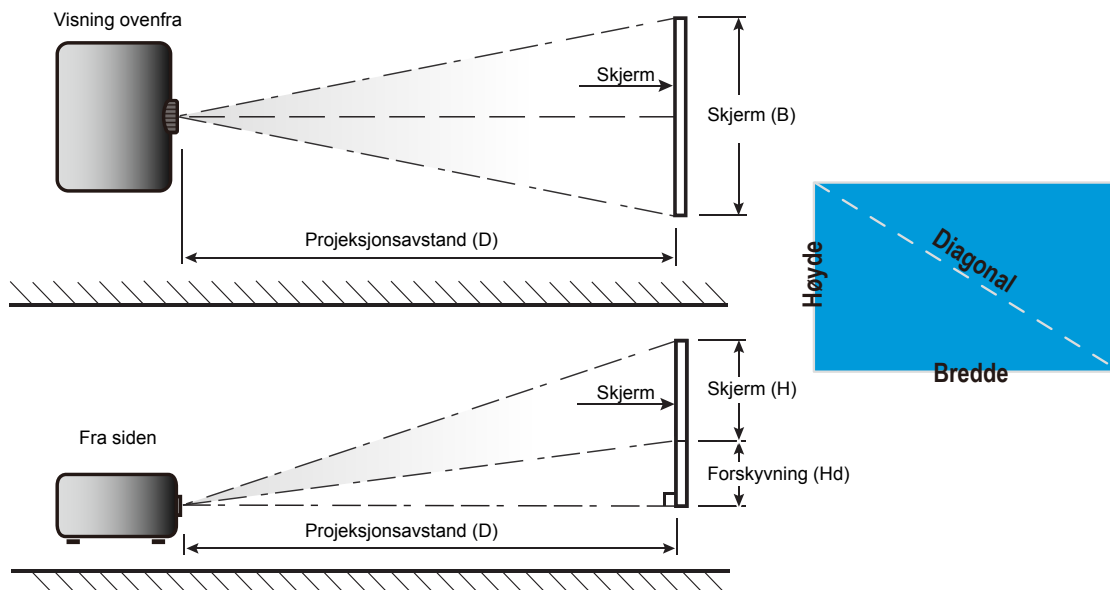 Visning ovenfra
Skjerm
Skjerm (B)
Projeksjonsavstand (D)
Høyde
Diagonal
Bredde
Skjerm
Skjerm (H)
Fra siden
Forskyvning (Hd)
Projeksjonsavstand (D)